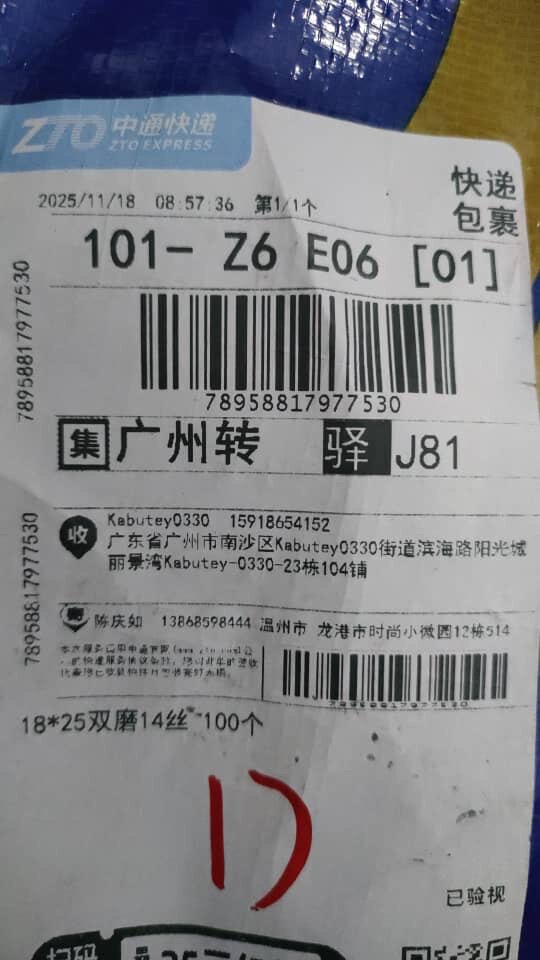 ZTO 中通快递
ZTO EXPRESS
快递
包裹
2025/11/18 08:57:36 第1/1个
101- Z6 E06 [01]
78958817977530
78958817977530
集 广州转 驿 J81
收 Kabutey0330 15918654152
广东省广州市南沙区Kabutey0330街道滨海路阳光城
丽景湾Kabutey-0330-23栋104铺
78958817977530
寄 陈庆如 13868598444 温州市 龙港市时尚小微园12栋514
18*25双磨14丝 100个
已验视
扫码